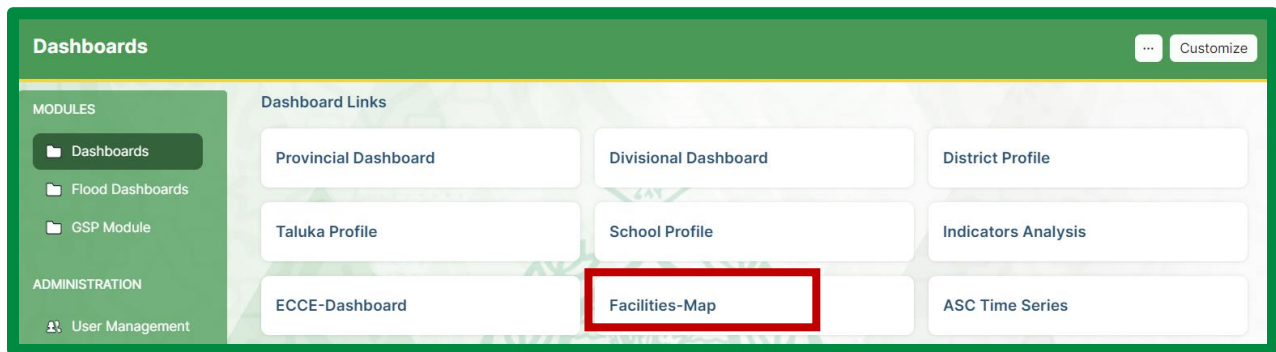 Dashboards
... Customize
MODULES
Dashboards
Flood Dashboards
GSP Module
ADMINISTRATION
User Management
Dashboard Links
Provincial Dashboard Divisional Dashboard District Profile
Taluka Profile School Profile Indicators Analysis
ECCE-Dashboard Facilities-Map ASC Time Series